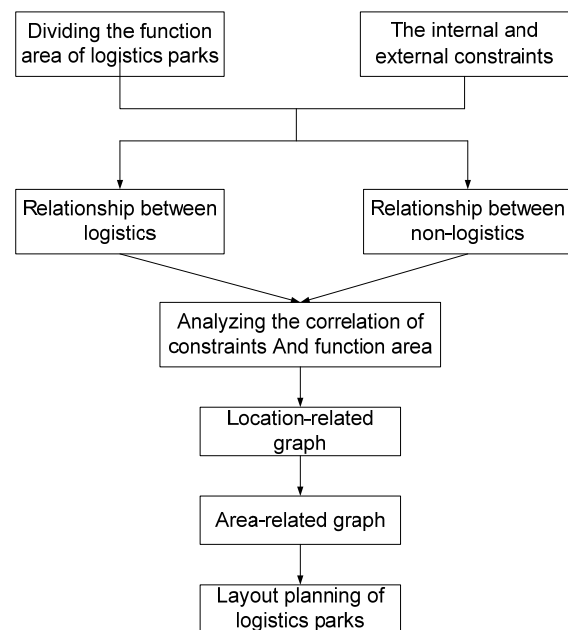 Dividing the function
area of logistics parks
The internal and
external constraints
Relationship between
logistics
Relationship between
non-logistics
Analyzing the correlation of
constraints And function area
Location-related
graph
Area-related graph
Layout planning of
logistics parks